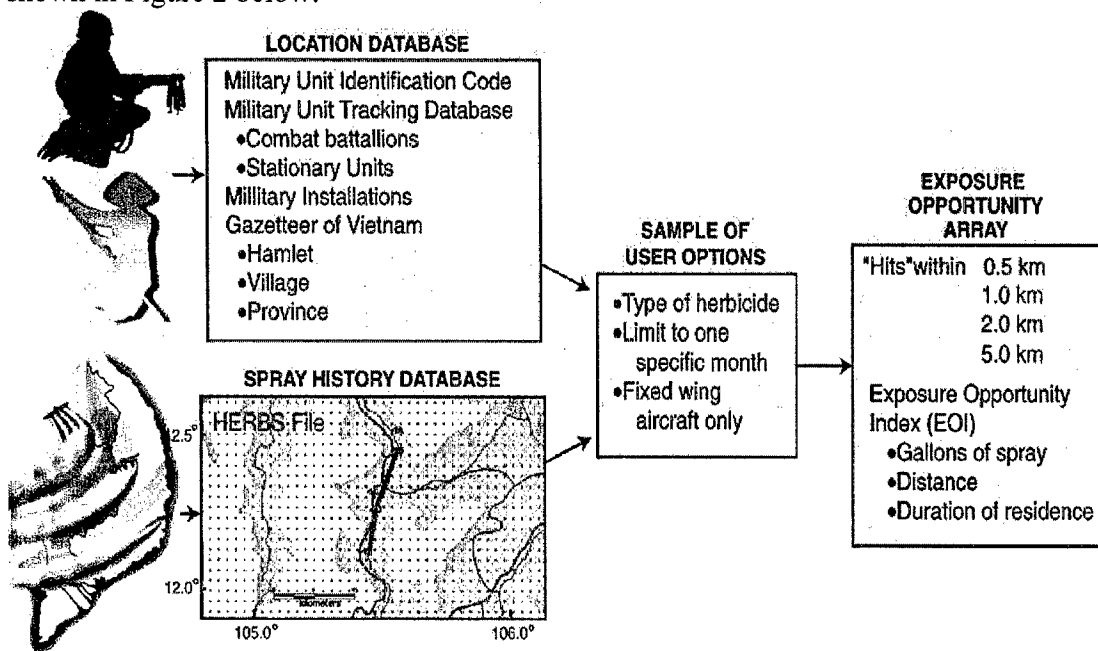 shown in Figure 2 below.
LOCATION DATABASE
Military Unit Identification Code
Military Unit Tracking Database
•Combat battallions
•Stationary Units
Millitary Installations
Gazetteer of Vietnam
•Hamlet
•Village
•Province
SPRAY HISTORY DATABASE
HERBS File
12.5°
12.0°
kilometers
105.0°
106.0°
SAMPLE OF
USER OPTIONS
•Type of herbicide
•Limit to one
specific month
•Fixed wing
aircraft only
EXPOSURE
OPPORTUNITY
ARRAY
"Hits"within 0.5 km
1.0 km
2.0 km
5.0 km
Exposure Opportunity
Index (EOI)
•Gallons of spray
•Distance
•Duration of residence